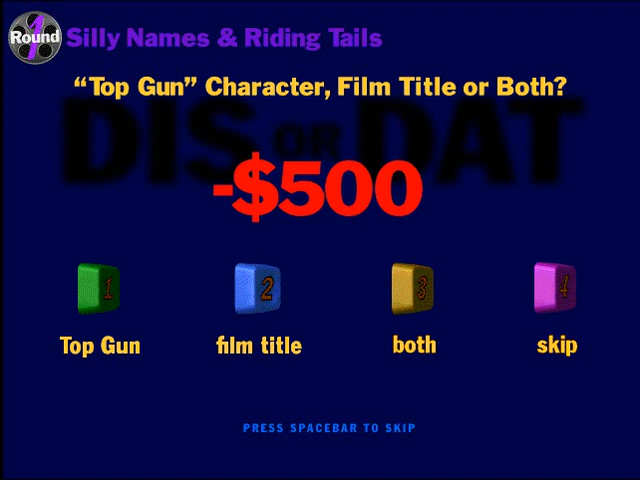 Round 1 Silly Names & Riding Tails
“Top Gun” Character, Film Title or Both?
DIS OR DAT
-$500
1 2 3 4
Top Gun film title both skip
PRESS SPACEBAR TO SKIP